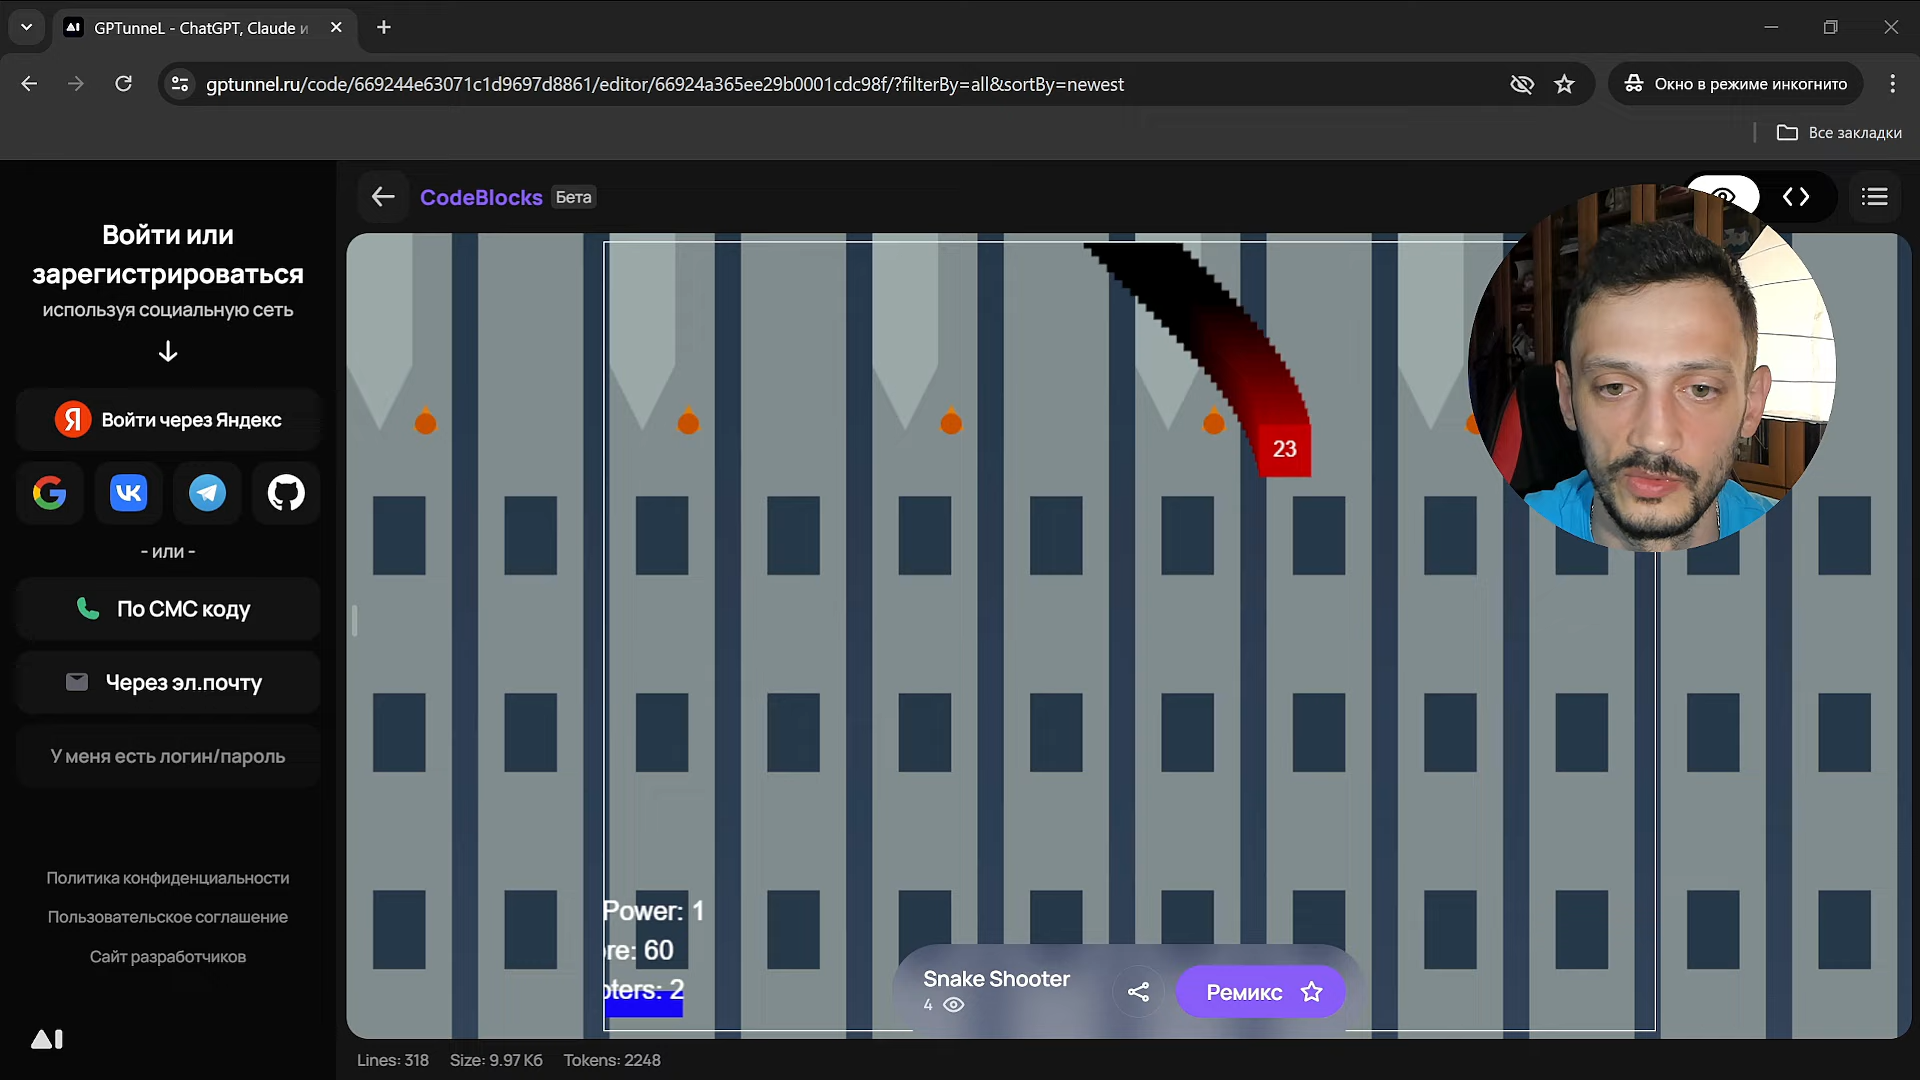 GPTunneL - ChatGPT, Claude и
gptunnel.ru/code/669244e63071c1d9697d8861/editor/66924a365ee29b0001cdc98f/?filterBy=all&sortBy=newest
Окно в режиме инкогнито
Все закладки
Войти или
зарегистрироваться
используя социальную сеть
Я Войти через Яндекс
- или -
По СМС коду
Через эл.почту
У меня есть логин/пароль
Политика конфиденциальности
Пользовательское соглашение
Сайт разработчиков
AI
CodeBlocks Бета
23
Power: 1
re: 60
ters: 2
Snake Shooter
4
Ремикс
Lines: 318 Size: 9.97 Кб Tokens: 2248